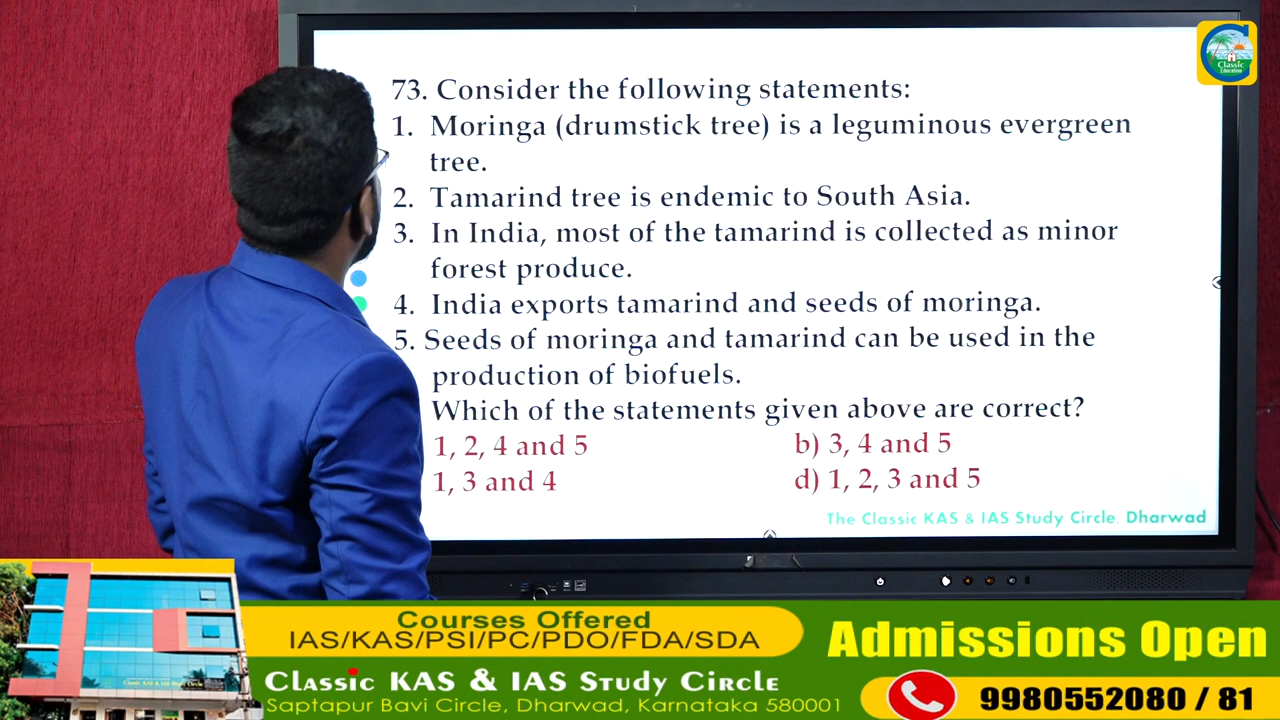 Classic
Education
73. Consider the following statements:
1. Moringa (drumstick tree) is a leguminous evergreen
tree.
2. Tamarind tree is endemic to South Asia.
3. In India, most of the tamarind is collected as minor
forest produce.
4. India exports tamarind and seeds of moringa.
5. Seeds of moringa and tamarind can be used in the
production of biofuels.
Which of the statements given above are correct?
1, 2, 4 and 5 b) 3, 4 and 5
1, 3 and 4 d) 1, 2, 3 and 5
The Classic KAS & IAS Study Circle. Dharwad
Courses Offered
IAS/KAS/PSI/PC/PDO/FDA/SDA
Classic KAS & IAS Study Circle
Saptapur Bavi Circle, Dharwad, Karnataka 580001
Admissions Open
9980552080 / 81